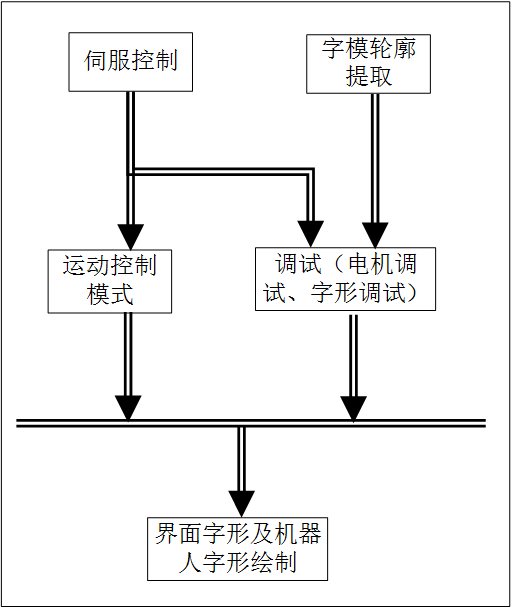 伺服控制
字模轮廓
提取
运动控制
模式
调试（电机调
试、字形调试）
界面字形及机器
人字形绘制